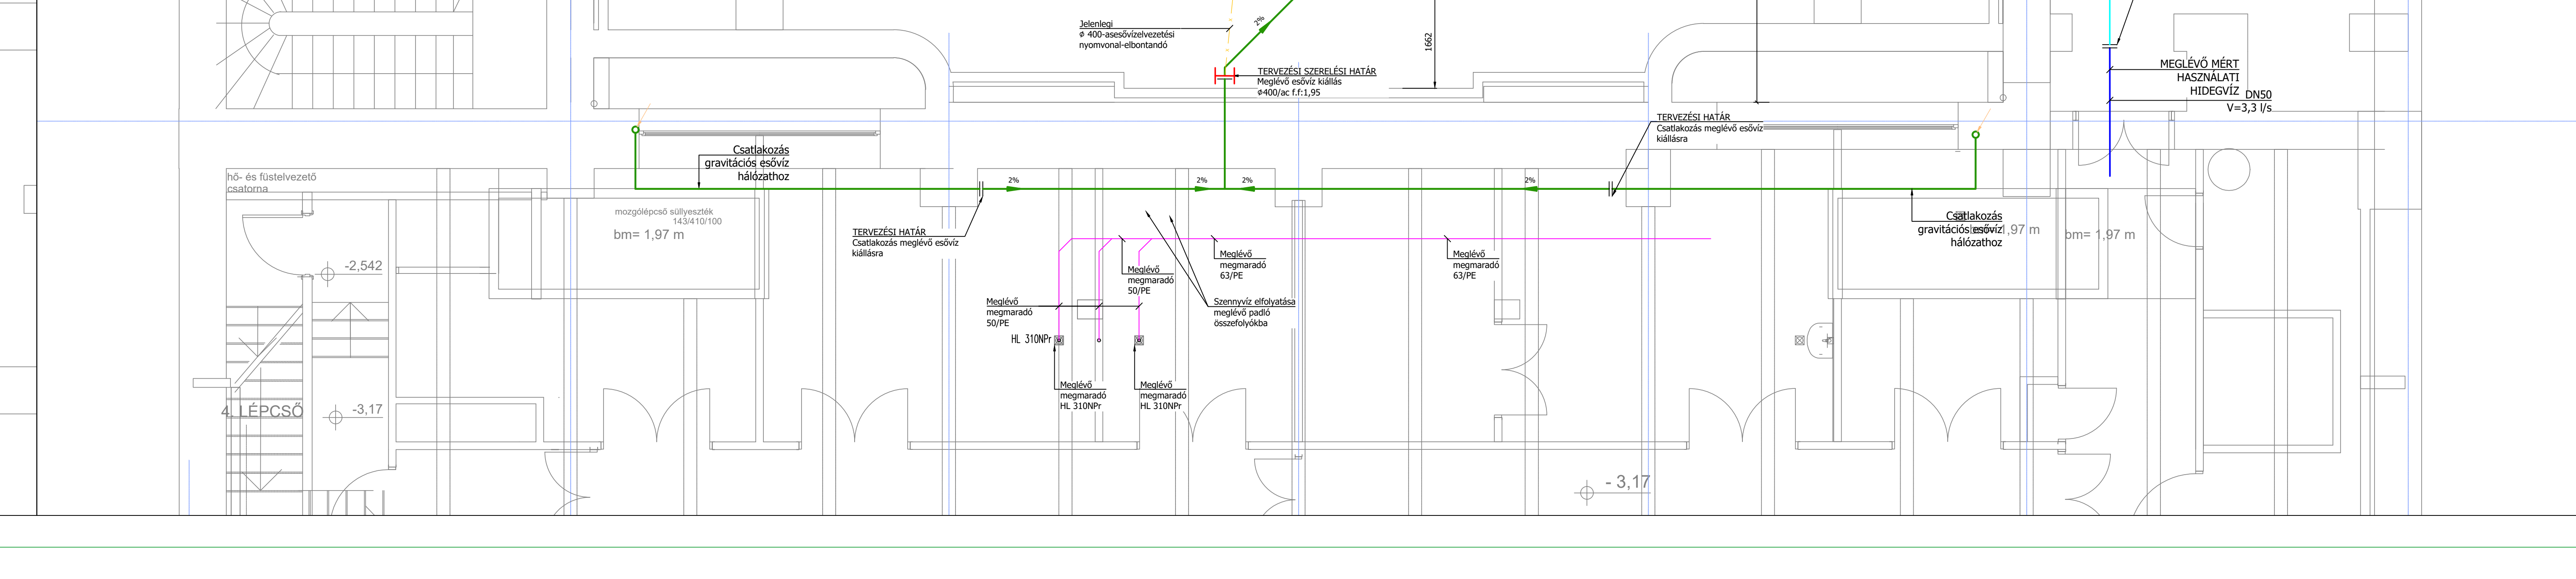 Jelenlegi
ø 400-asesővízelvezetési
nyomvonal-elbontandó
2%
1662
TERVEZÉSI SZERELÉSI HATÁR
Meglévő esővíz kiállás
ø400/ac f.f:1,95
MEGLÉVŐ MÉRT
HASZNÁLATI
HIDEGVÍZ
DN50
V=3,3 l/s
TERVEZÉSI HATÁR
Csatlakozás meglévő esővíz
kiállásra
Csatlakozás
gravitációs esővíz
hálózathoz
hő- és füstelvezető
csatorna
2%
2%
2%
2%
mozgólépcső süllyeszték
143/410/100
bm= 1,97 m
TERVEZÉSI HATÁR
Csatlakozás meglévő esővíz
kiállásra
Csatlakozás
gravitációs esővíz
hálózathoz
1,97 m
bm= 1,97 m
-2,542
Meglévő
megmaradó
50/PE
Meglévő
megmaradó
63/PE
Meglévő
megmaradó
63/PE
Meglévő
megmaradó
50/PE
Szennyvíz elfolyatása
meglévő padló
összefolyókba
HL 310NPr
Meglévő
megmaradó
HL 310NPr
Meglévő
megmaradó
HL 310NPr
4. LÉPCSŐ
-3,17
- 3,17